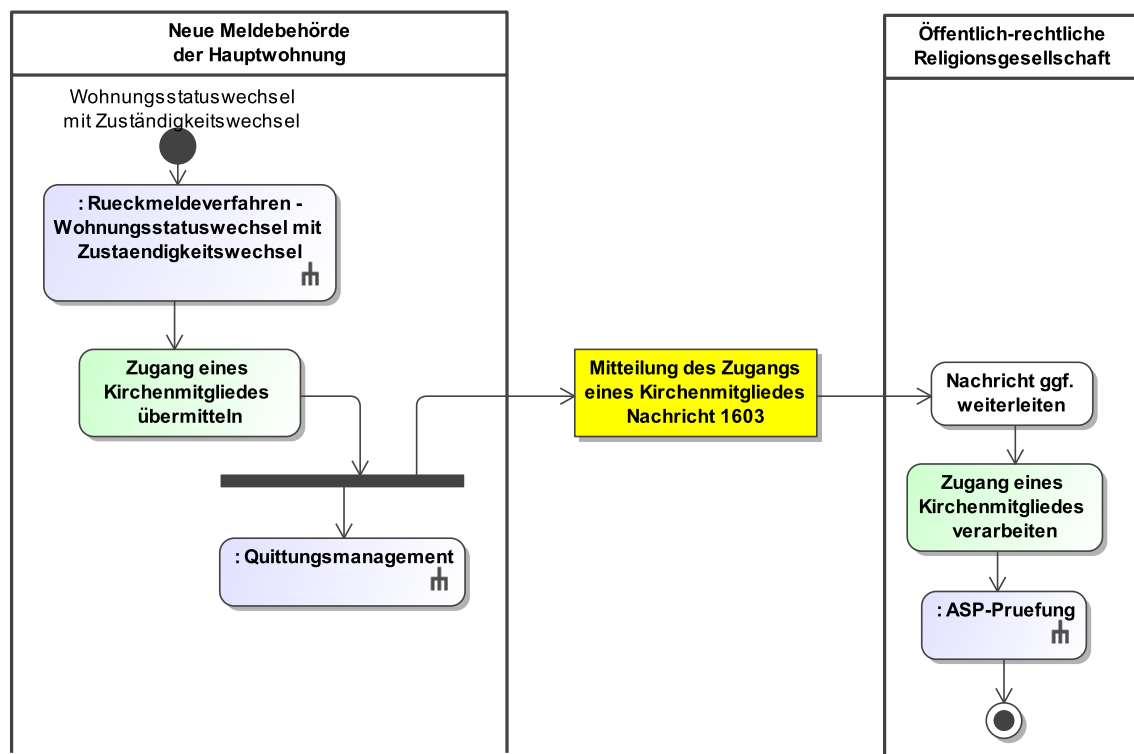 Neue Meldebehörde
der Hauptwohnung
Wohnungsstatuswechsel
mit Zuständigkeitswechsel
: Rueckmeldeverfahren -
Wohnungsstatuswechsel mit
Zustaendigkeitswechsel
Zugang eines
Kirchenmitgliedes
übermitteln
: Quittungsmanagement
Mitteilung des Zugangs
eines Kirchenmitgliedes
Nachricht 1603
Öffentlich-rechtliche
Religionsgesellschaft
Nachricht ggf.
weiterleiten
Zugang eines
Kirchenmitgliedes
verarbeiten
: ASP-Pruefung